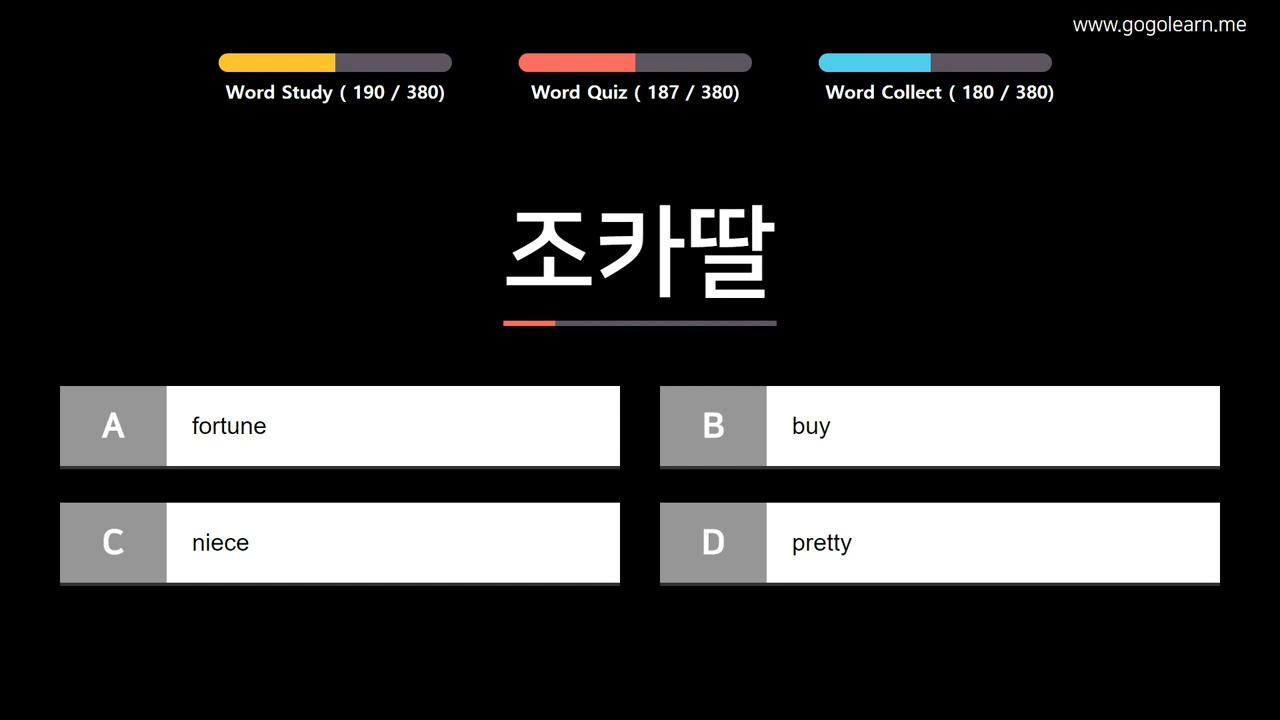 www.gogolearn.me
Word Study ( 190 / 380)
Word Quiz ( 187 / 380)
Word Collect ( 180 / 380)
조카딸
A fortune
B buy
C niece
D pretty